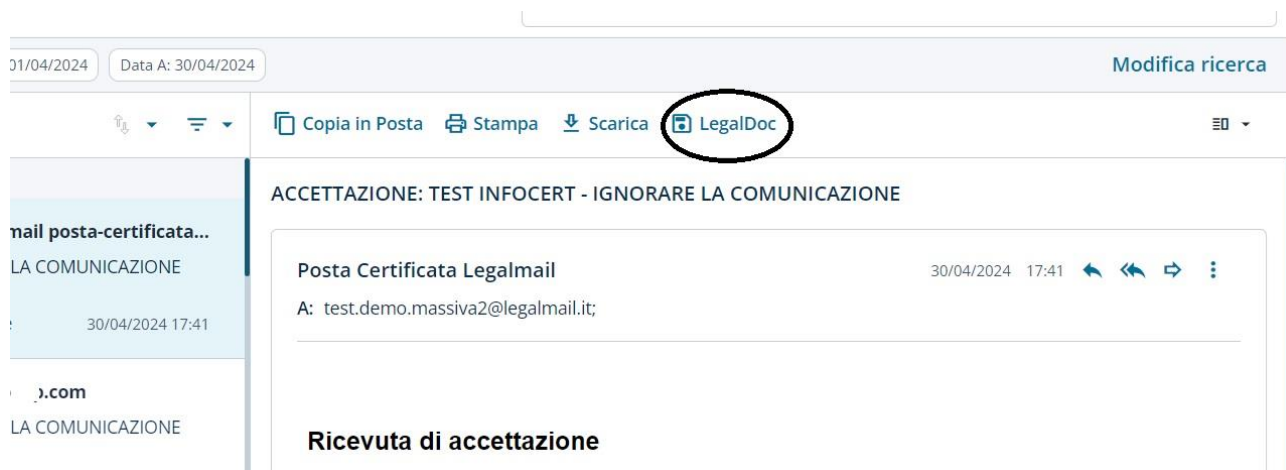 01/04/2024 Data A: 30/04/2024 Modifica ricerca
Copia in Posta Stampa Scarica LegalDoc
ACCETTAZIONE: TEST INFOCERT - IGNORARE LA COMUNICAZIONE
mail posta-certificata...
LA COMUNICAZIONE
30/04/2024 17:41
.com
LA COMUNICAZIONE
Posta Certificata Legalmail 30/04/2024 17:41
A: test.demo.massiva2@legalmail.it;
Ricevuta di accettazione